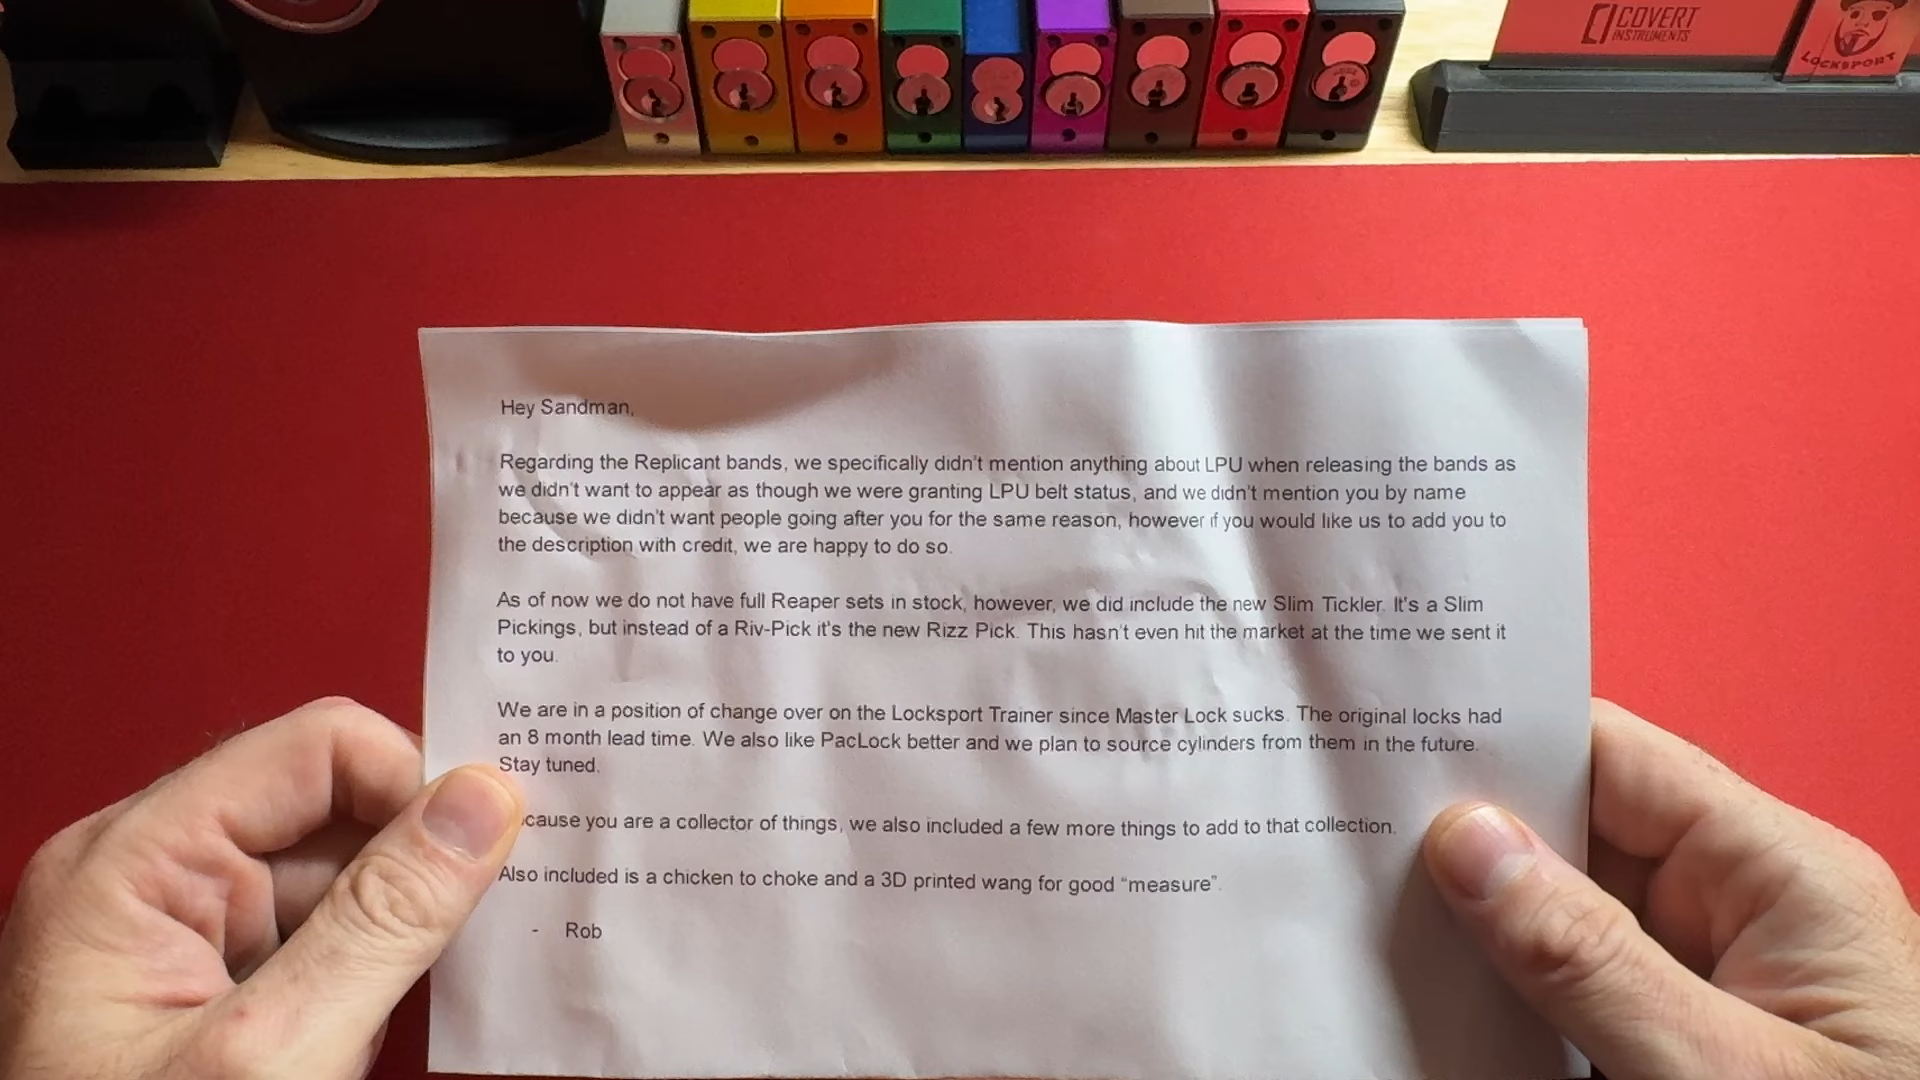 COVERT
INSTRUMENTS
LOCKSPORT
Hey Sandman,
Regarding the Replicant bands, we specifically didn't mention anything about LPU when releasing the bands as
we didn't want to appear as though we were granting LPU belt status, and we didn't mention you by name
because we didn't want people going after you for the same reason, however if you would like us to add you to
the description with credit, we are happy to do so.
As of now we do not have full Reaper sets in stock, however, we did include the new Slim Tickler. It's a Slim
Pickings, but instead of a Riv-Pick it's the new Rizz Pick. This hasn't even hit the market at the time we sent it
to you.
We are in a position of change over on the Locksport Trainer since Master Lock sucks. The original locks had
an 8 month lead time. We also like PacLock better and we plan to source cylinders from them in the future.
Stay tuned.
cause you are a collector of things, we also included a few more things to add to that collection.
Also included is a chicken to choke and a 3D printed wang for good “measure”.
- Rob